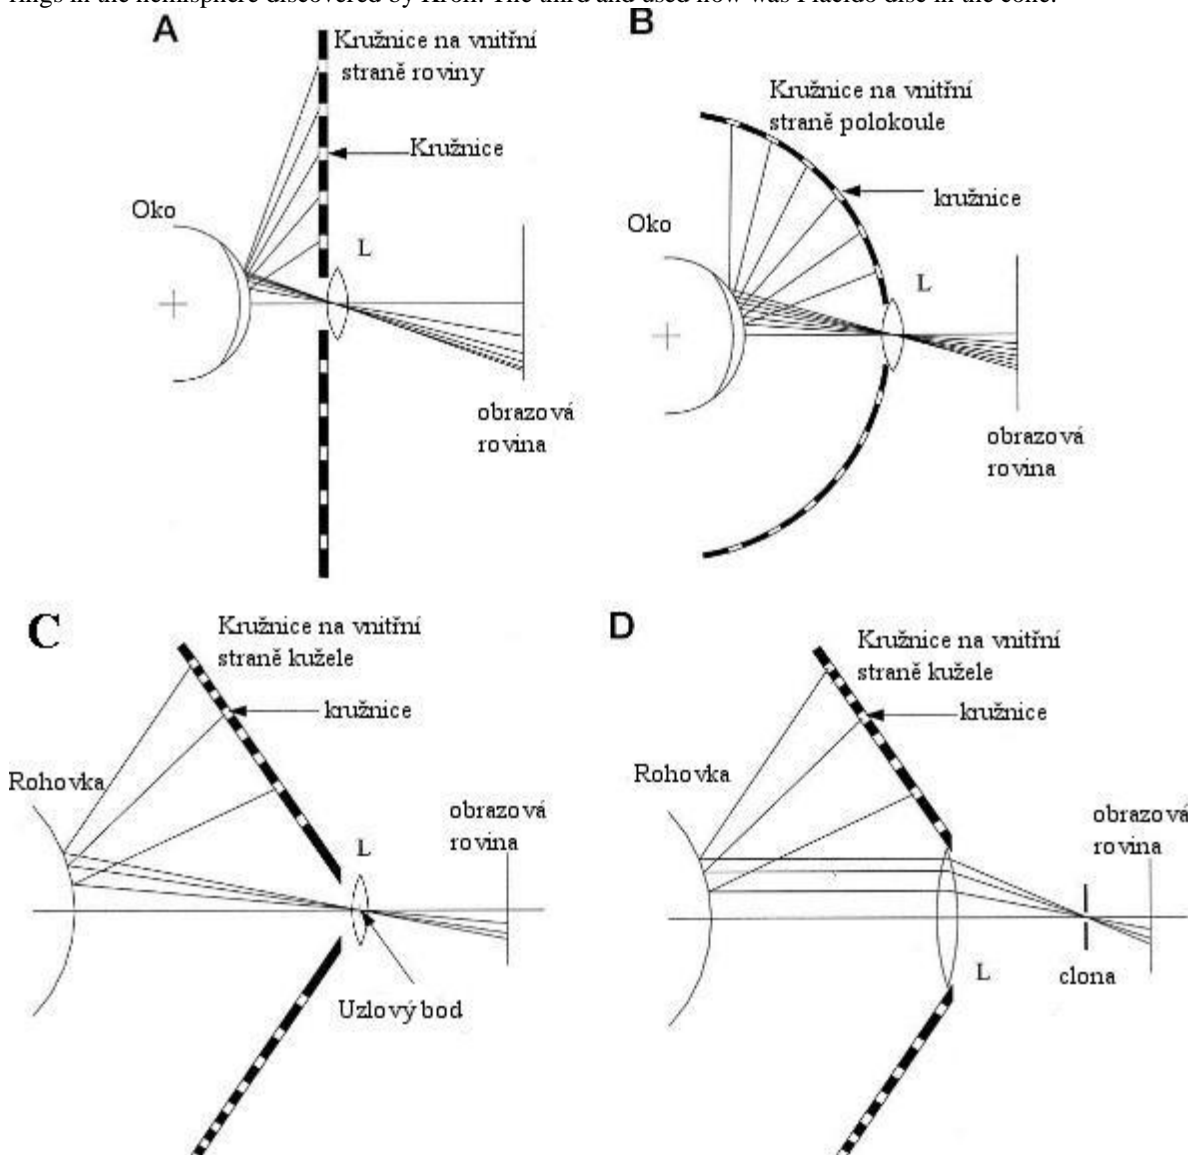 rings in the hemisphere discovered by Kron. The third and used now was Placido disc in the cone.
A
Kružnice na vnitřní
straně roviny
Kružnice
Oko
L
obrazová
rovina
B
Kružnice na vnitřní
straně polokoule
kružnice
Oko
L
obrazová
rovina
C
Kružnice na vnitřní
straně kužele
kružnice
Rohovka
obrazová
rovina
L
Uzlový bod
D
Kružnice na vnitřní
straně kužele
kružnice
Rohovka
obrazová
rovina
L
clona